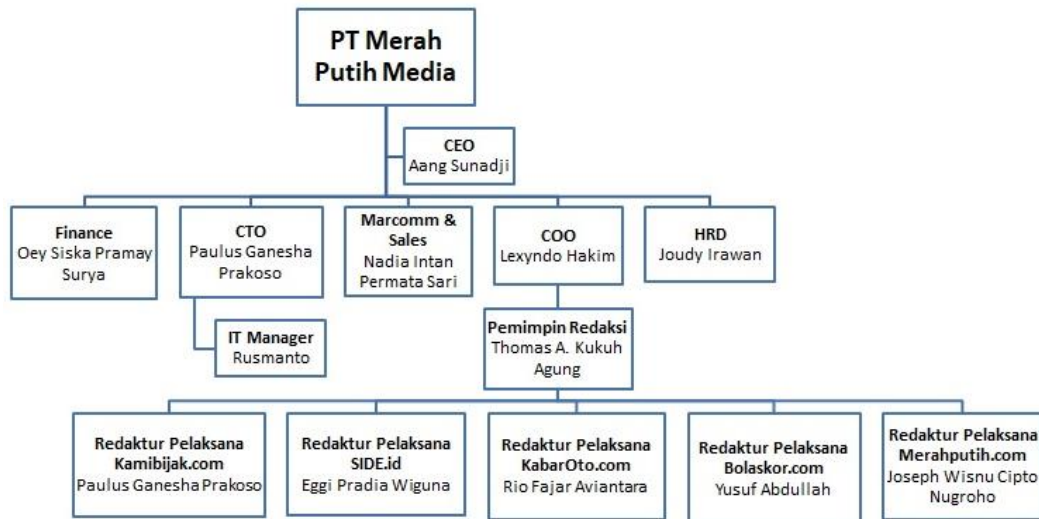 PT Merah
Putih Media
CEO
Aang Sunadji
Finance
Oey Siska Pramay
Surya
CTO
Paulus Ganesha
Prakoso
Marcomm &
Sales
Nadia Intan
Permata Sari
COO
Lexyndo Hakim
HRD
Joudy Irawan
IT Manager
Rusmanto
Pemimpin Redaksi
Thomas A. Kukuh
Agung
Redaktur Pelaksana
Kamibijak.com
Paulus Ganesha Prakoso
Redaktur Pelaksana
SIDE.id
Eggi Pradia Wiguna
Redaktur Pelaksana
KabarOto.com
Rio Fajar Aviantara
Redaktur Pelaksana
Bolaskor.com
Yusuf Abdullah
Redaktur Pelaksana
Merahputih.com
Joseph Wisnu Cipto
Nugroho